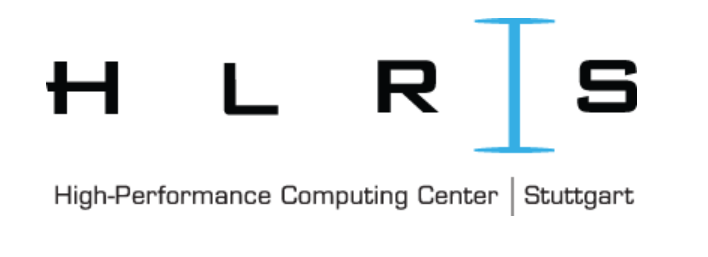 H L R I S
High-Performance Computing Center | Stuttgart